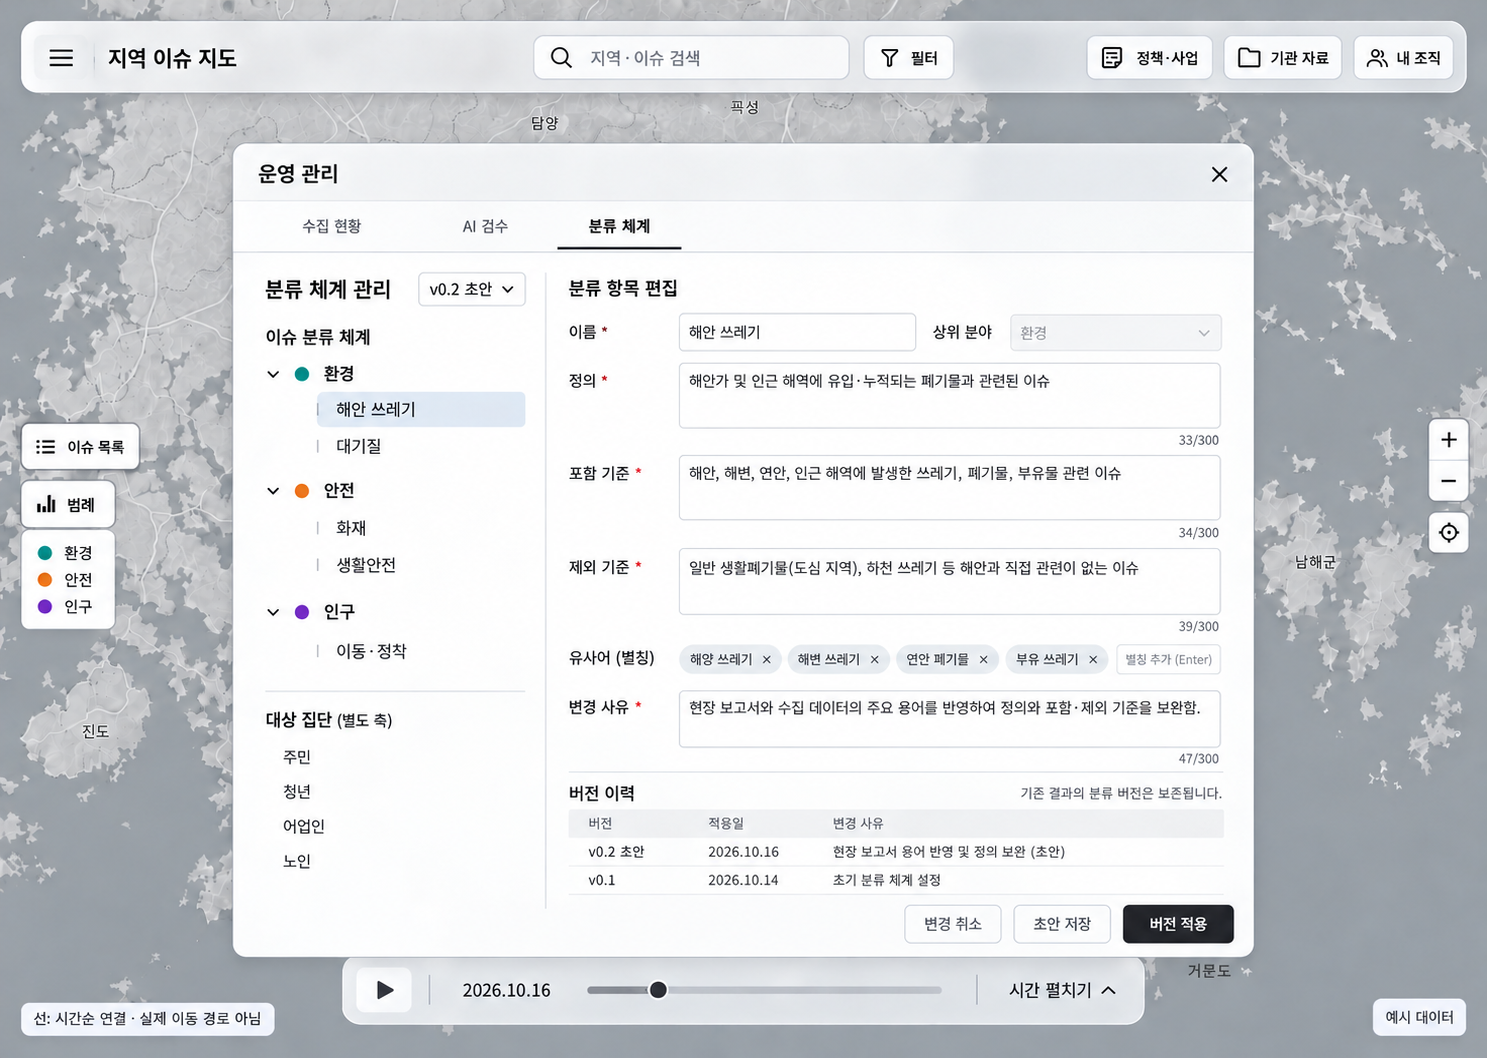 지역 이슈 지도
지역 · 이슈 검색
필터
정책·사업
기관 자료
내 조직
곡성
담양
운영 관리
수집 현황
AI 검수
분류 체계
분류 체계 관리
v0.2 초안
이슈 분류 체계
환경
해안 쓰레기
대기질
안전
화재
생활안전
인구
이동·정착
대상 집단 (별도 축)
주민
청년
어업인
노인
분류 항목 편집
이름 *
해안 쓰레기
상위 분야
환경
정의 *
해안가 및 인근 해역에 유입·누적되는 폐기물과 관련된 이슈
33/300
포함 기준 *
해안, 해변, 연안, 인근 해역에 발생한 쓰레기, 폐기물, 부유물 관련 이슈
34/300
제외 기준 *
일반 생활폐기물(도심 지역), 하천 쓰레기 등 해안과 직접 관련이 없는 이슈
39/300
유사어 (별칭)
해양 쓰레기 ×
해변 쓰레기 ×
연안 폐기물 ×
부유 쓰레기 ×
별칭 추가 (Enter)
변경 사유 *
현장 보고서와 수집 데이터의 주요 용어를 반영하여 정의와 포함·제외 기준을 보완함.
47/300
버전 이력
기존 결과의 분류 버전은 보존됩니다.
버전 적용일 변경 사유
v0.2 초안 2026.10.16 현장 보고서 용어 반영 및 정의 보완 (초안)
v0.1 2026.10.14 초기 분류 체계 설정
변경 취소
초안 저장
버전 적용
이슈 목록
범례
환경
안전
인구
진도
남해군
거문도
2026.10.16
시간 펼치기
선: 시간순 연결 · 실제 이동 경로 아님
예시 데이터